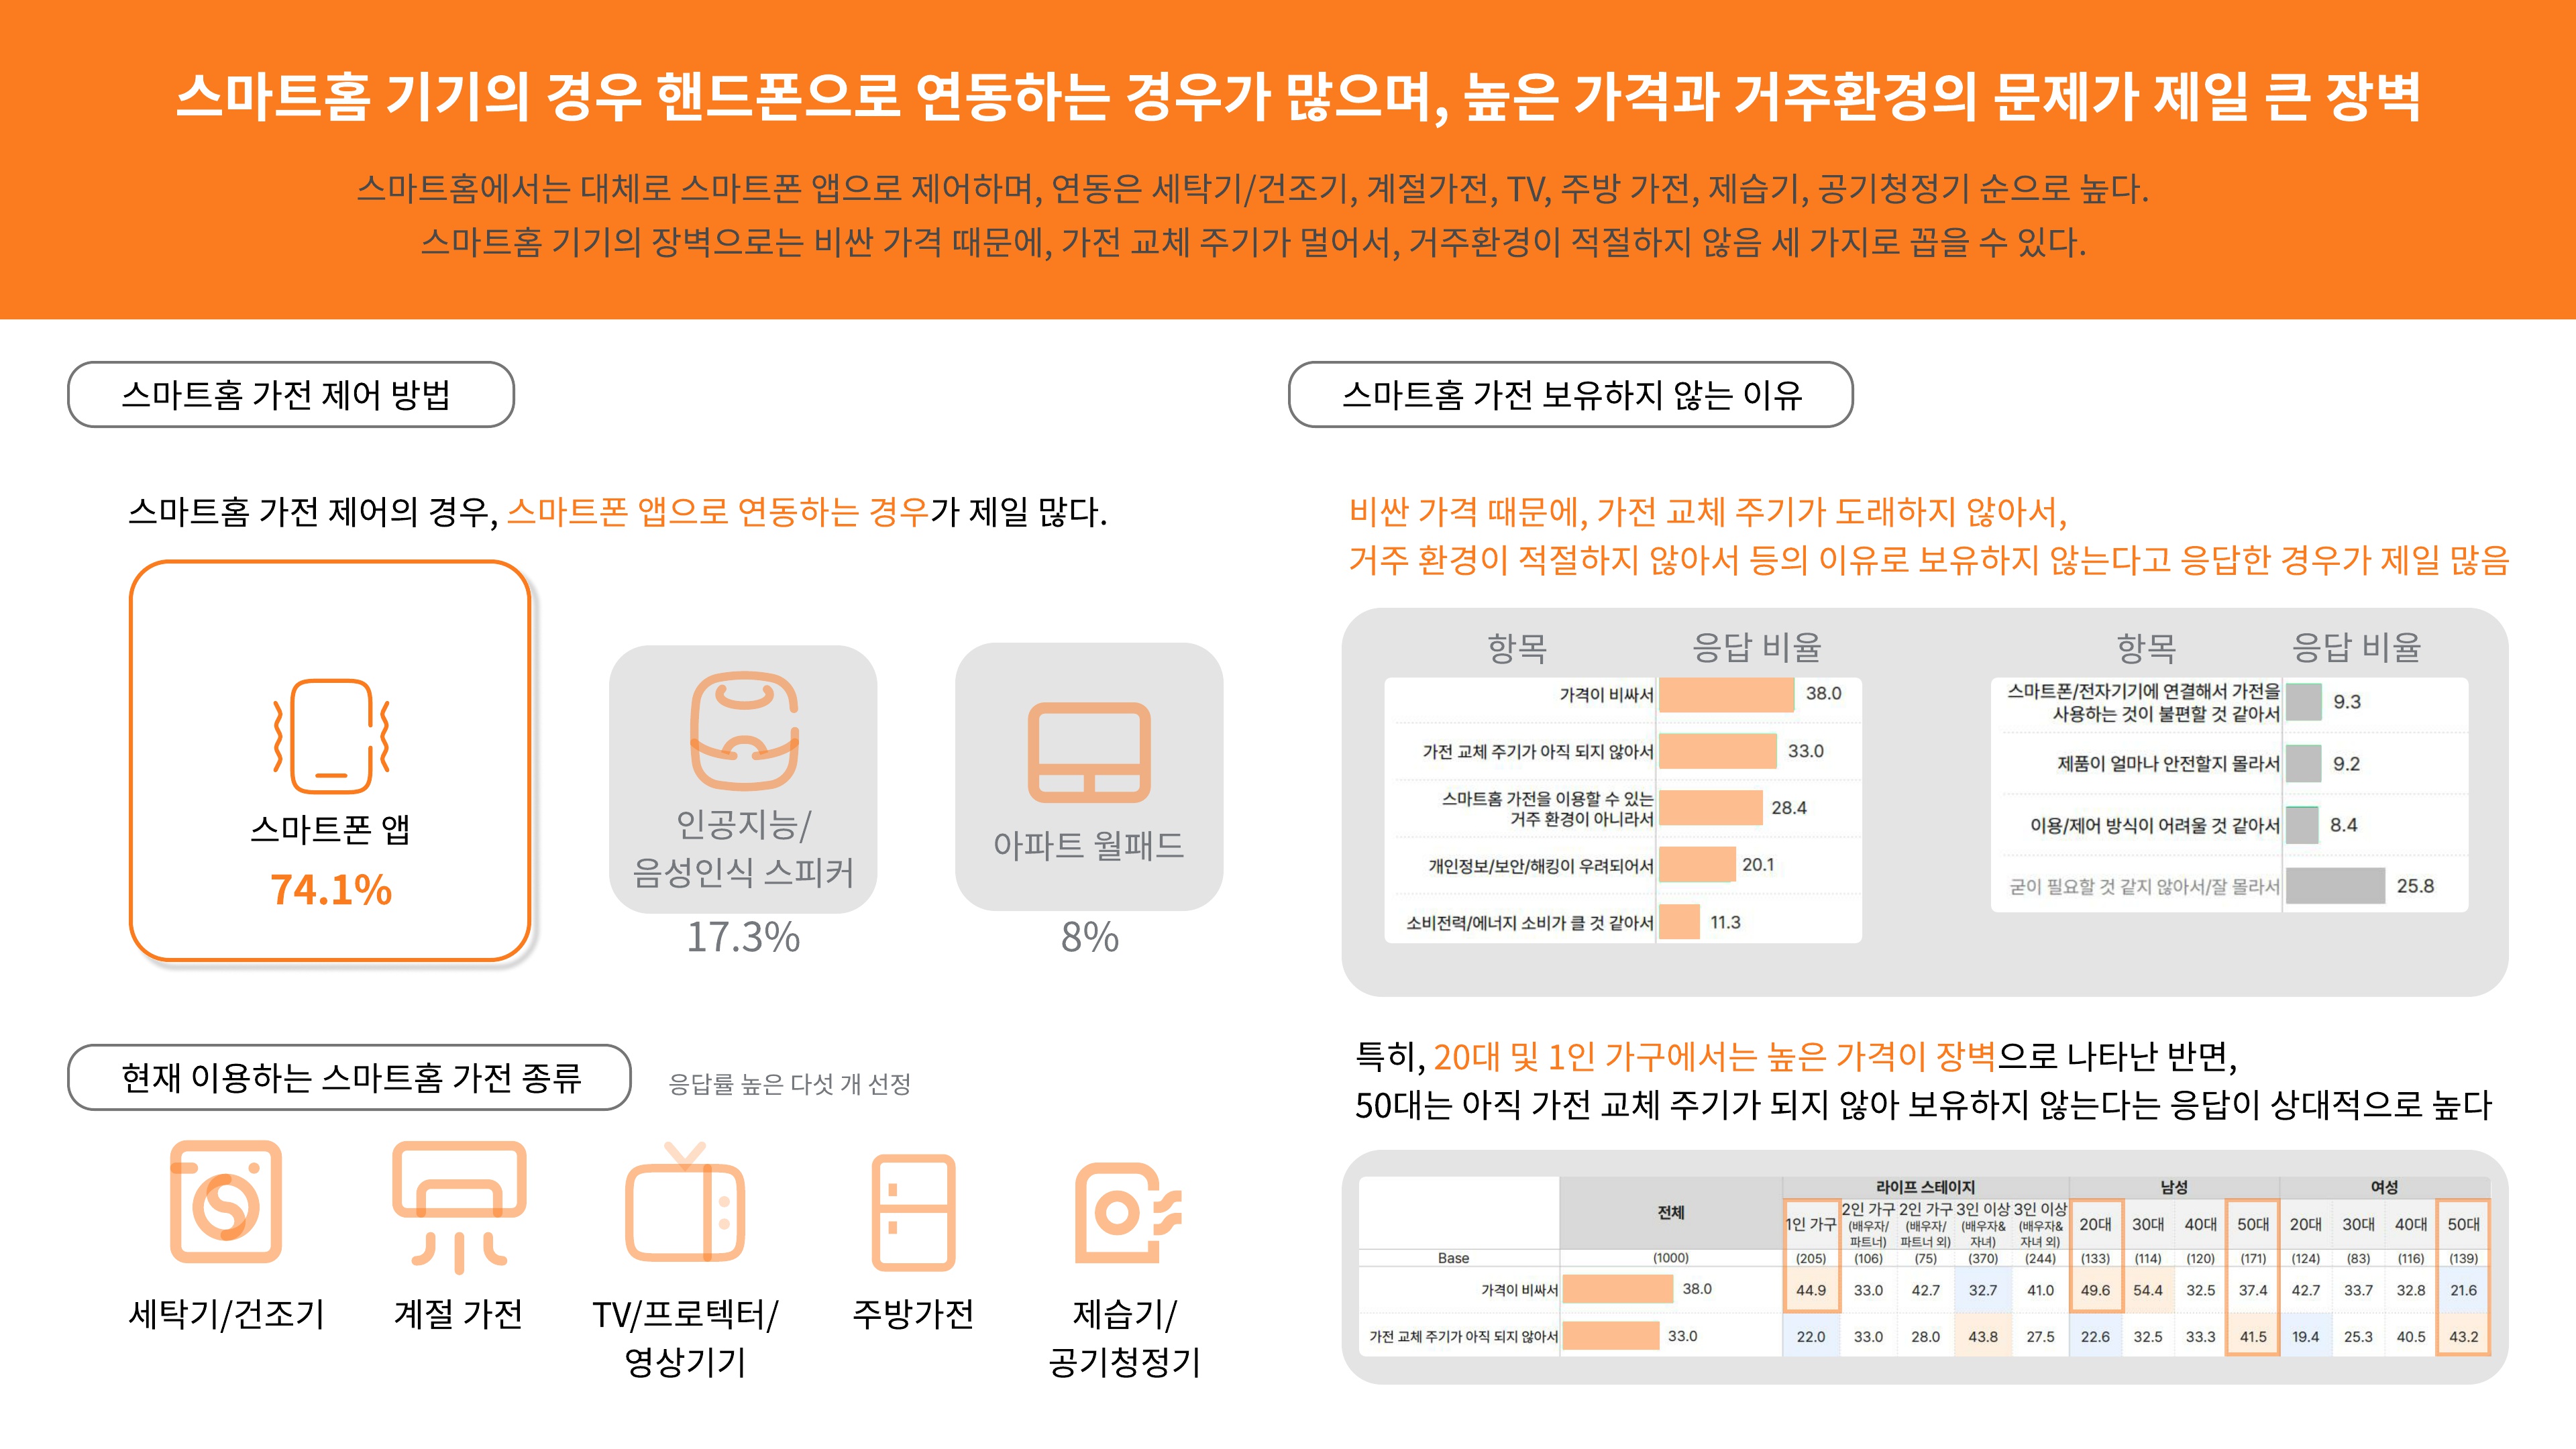 스마트홈 기기의 경우 핸드폰으로 연동하는 경우가 많으며, 높은 가격과 거주환경의 문제가 제일 큰 장벽
스마트홈에서는 대체로 스마트폰 앱으로 제어하며, 연동은 세탁기/건조기, 계절가전, TV, 주방 가전, 제습기, 공기청정기 순으로 높다.
스마트홈 기기의 장벽으로는 비싼 가격 때문에, 가전 교체 주기가 멀어서, 거주환경이 적절하지 않음 세 가지로 꼽을 수 있다.
스마트홈 가전 제어 방법
스마트홈 가전 제어의 경우, 스마트폰 앱으로 연동하는 경우가 제일 많다.
스마트폰 앱
74.1%
인공지능/
음성인식 스피커
17.3%
아파트 월패드
8%
현재 이용하는 스마트홈 가전 종류
응답률 높은 다섯 개 선정
세탁기/건조기
계절 가전
TV/프로텍터/
영상기기
주방가전
제습기/
공기청정기
스마트홈 가전 보유하지 않는 이유
비싼 가격 때문에, 가전 교체 주기가 도래하지 않아서,
거주 환경이 적절하지 않아서 등의 이유로 보유하지 않는다고 응답한 경우가 제일 많음
항목 응답 비율
가격이 비싸서 38.0
가전 교체 주기가 아직 되지 않아서 33.0
스마트홈 가전을 이용할 수 있는
거주 환경이 아니라서 28.4
개인정보/보안/해킹이 우려되어서 20.1
소비전력/에너지 소비가 클 것 같아서 11.3
항목 응답 비율
스마트폰/전자기기에 연결해서 가전을
사용하는 것이 불편할 것 같아서 9.3
제품이 얼마나 안전할지 몰라서 9.2
이용/제어 방식이 어려울 것 같아서 8.4
굳이 필요할 것 같지 않아서/잘 몰라서 25.8
특히, 20대 및 1인 가구에서는 높은 가격이 장벽으로 나타난 반면,
50대는 아직 가전 교체 주기가 되지 않아 보유하지 않는다는 응답이 상대적으로 높다
전체 라이프 스테이지 남성 여성
1인 가구 2인 가구 (배우자/파트너) 2인 가구 (배우자/파트너 외) 3인 이상 (배우자&자녀) 3인 이상 (배우자&자녀 외) 20대 30대 40대 50대 20대 30대 40대 50대
Base (1000) (205) (106) (75) (370) (244) (133) (114) (120) (171) (124) (83) (116) (139)
가격이 비싸서 38.0 44.9 33.0 42.7 32.7 41.0 49.6 54.4 32.5 37.4 42.7 33.7 32.8 21.6
가전 교체 주기가 아직 되지 않아서 33.0 22.0 33.0 28.0 43.8 27.5 22.6 32.5 33.3 41.5 19.4 25.3 40.5 43.2